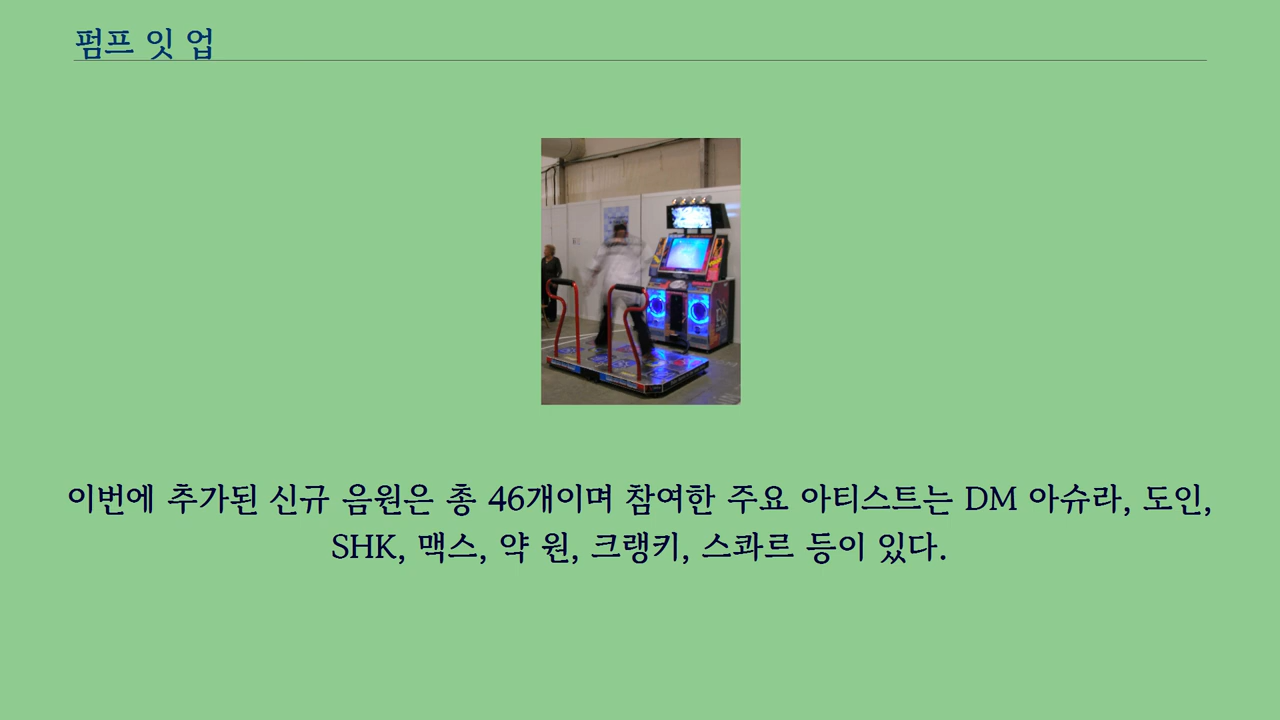 펌프 잇 업
이번에 추가된 신규 음원은 총 46개이며 참여한 주요 아티스트는 DM 아슈라, 도인,
SHK, 맥스, 약 원, 크랭키, 스콰르 등이 있다.